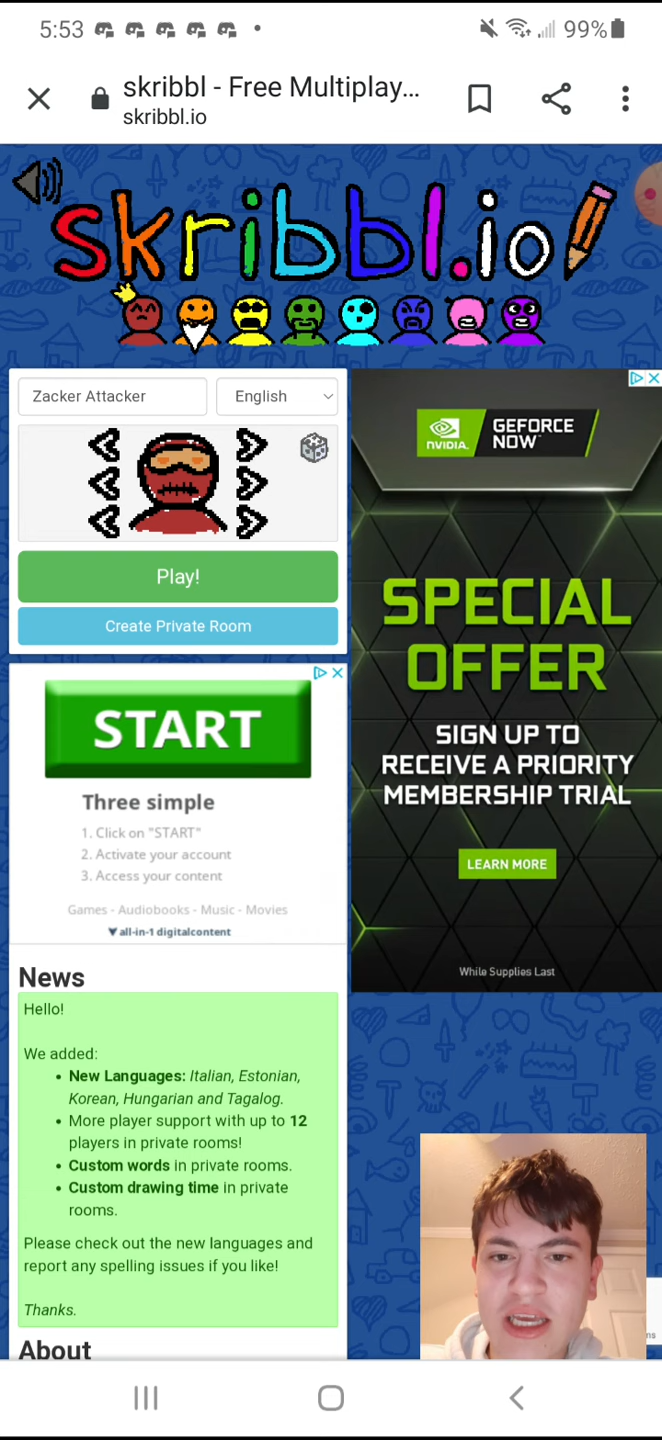 5:53
99%
skribbl - Free Multiplay...
skribbl.io
skribbl.io
Zacker Attacker
English
Play!
Create Private Room
START
Three simple
1. Click on "START"
2. Activate your account
3. Access your content
Games - Audiobooks - Music - Movies
all-in-1 digitalcontent
NVIDIA.
GEFORCE
NOW
SPECIAL
OFFER
SIGN UP TO
RECEIVE A PRIORITY
MEMBERSHIP TRIAL
LEARN MORE
While Supplies Last
News
Hello!
We added:
• New Languages: Italian, Estonian,
Korean, Hungarian and Tagalog.
• More player support with up to 12
players in private rooms!
• Custom words in private rooms.
• Custom drawing time in private
rooms.
Please check out the new languages and
report any spelling issues if you like!
Thanks.
About